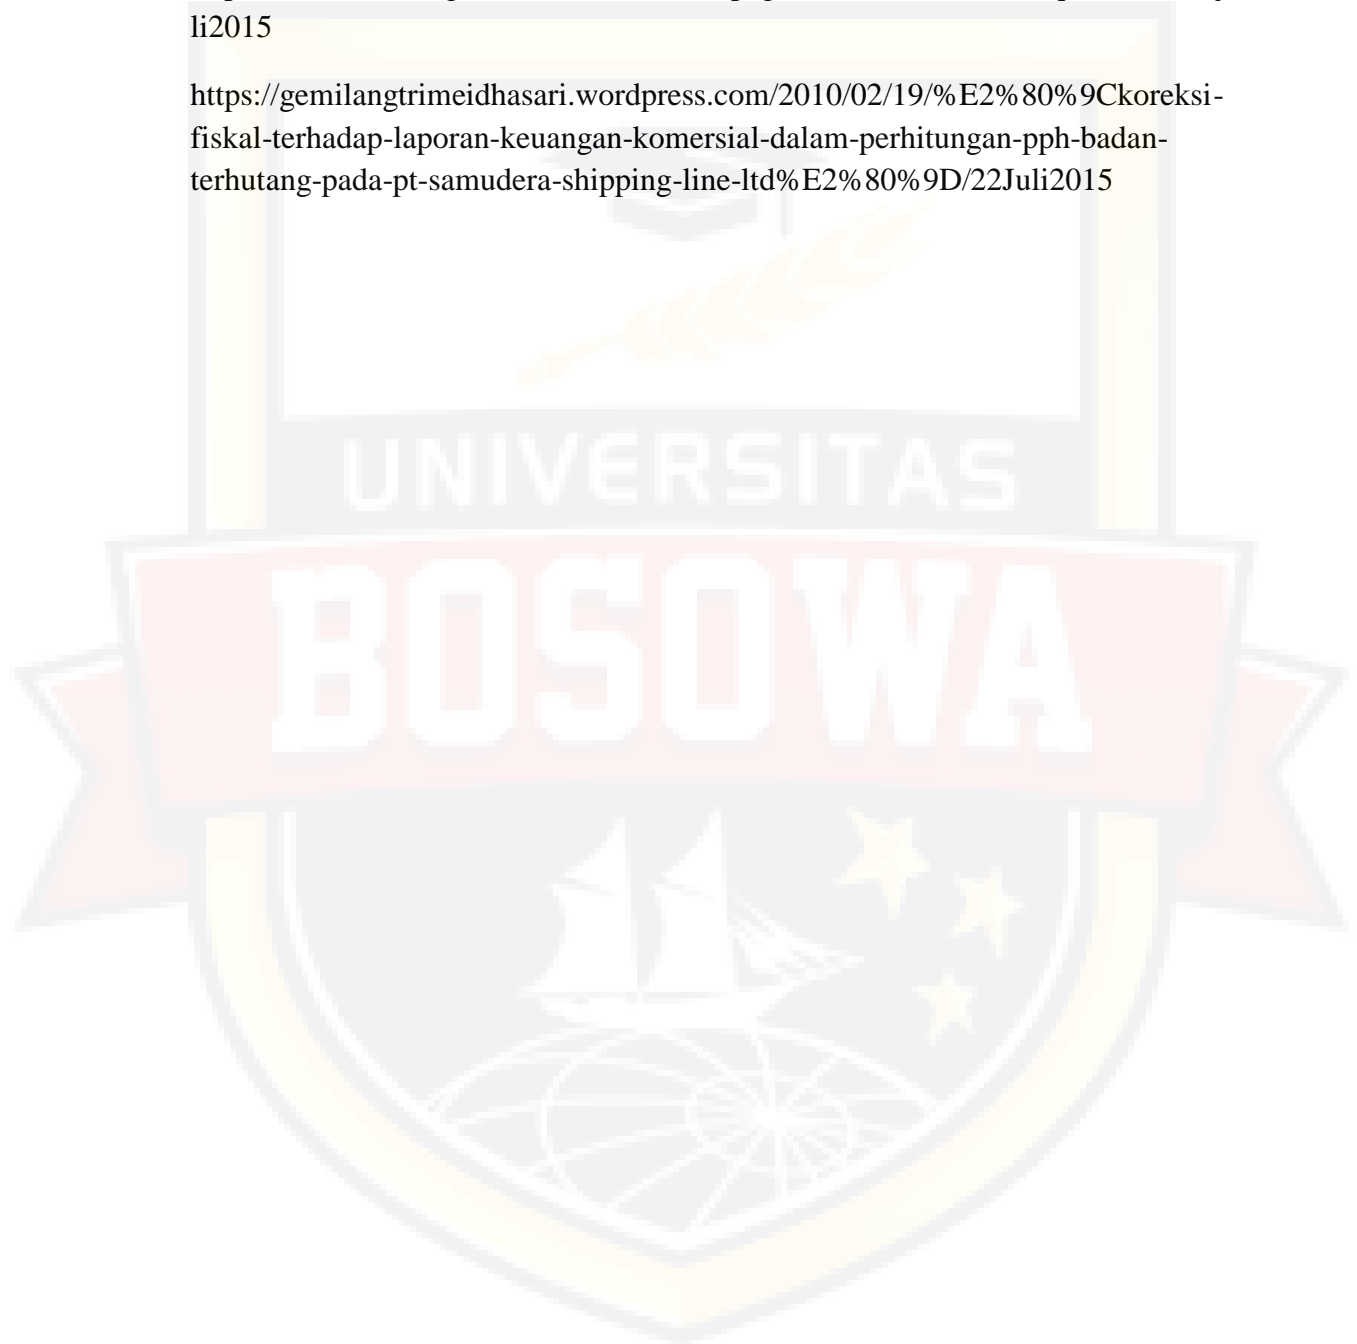 li2015
https://gemilangtrimeidhasari.wordpress.com/2010/02/19/%E2%80%9Ckoreksi-
fiskal-terhadap-laporan-keuangan-komersial-dalam-perhitungan-pph-badan-
terhutang-pada-pt-samudera-shipping-line-ltd%E2%80%9D/22Juli2015
UNIVERSITAS
BOSOWA